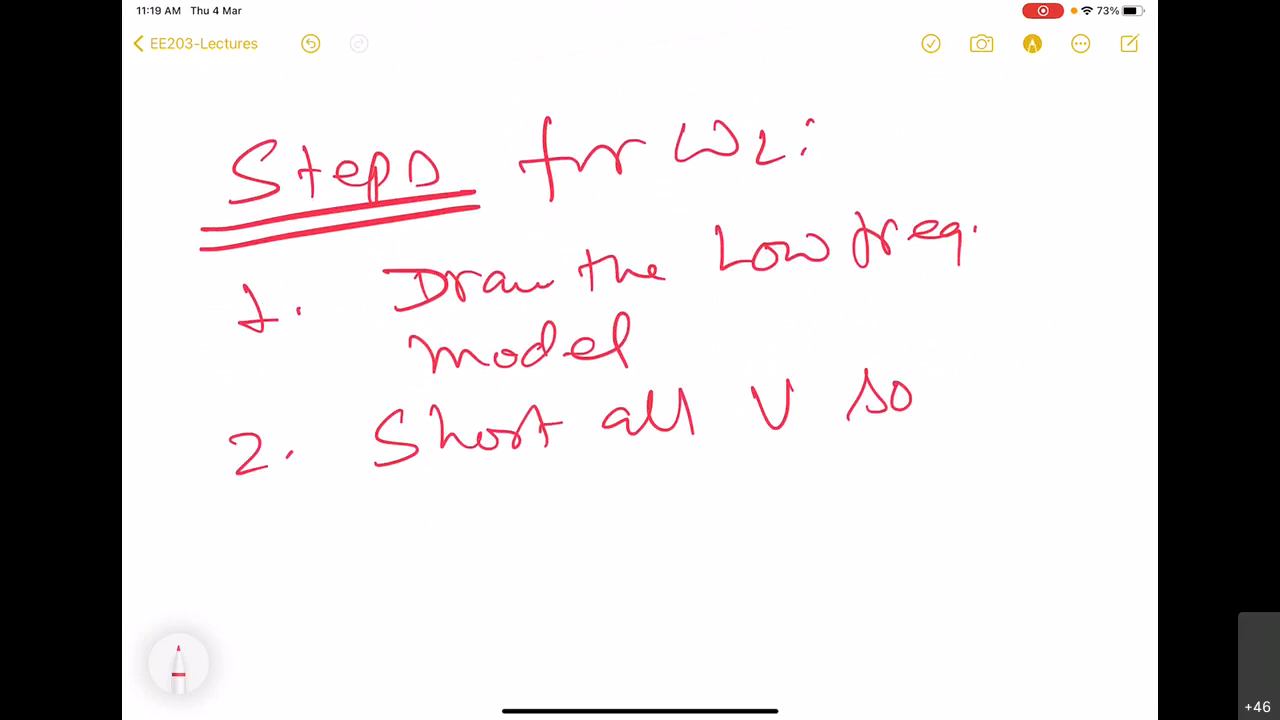 11:19 AM Thu 4 Mar
73%
EE203-Lectures
Steps for ωL:
1. Draw the Low freq.
model
2. Short all V so
+46